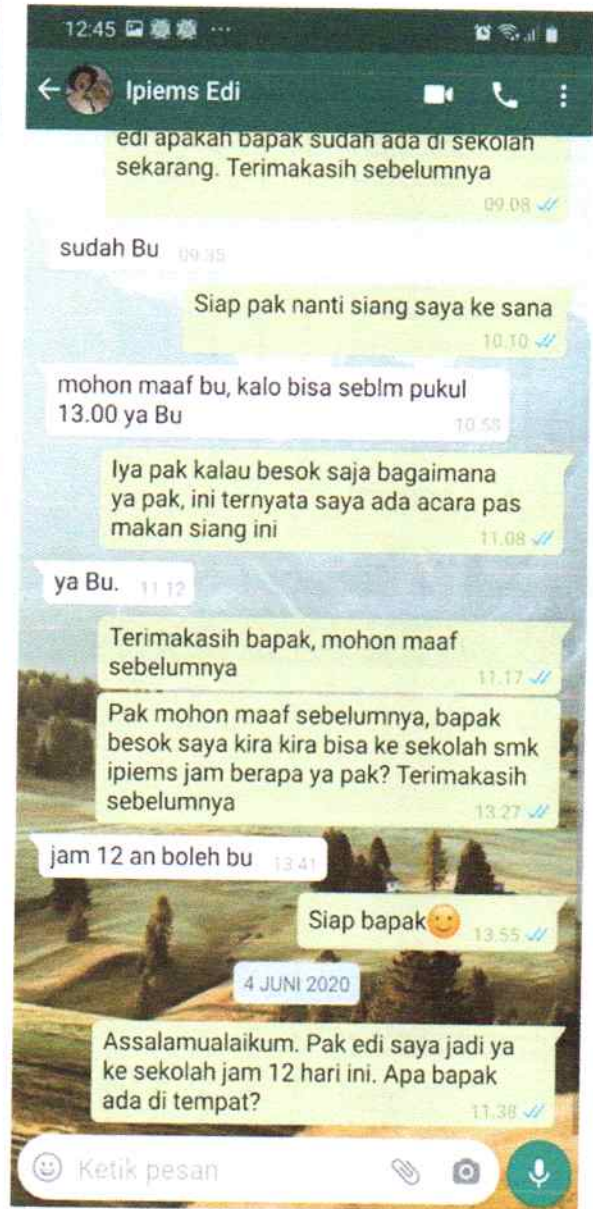 12:45
Ipiems Edi
edi apakah bapak sudah ada di sekolah
sekarang. Terimakasih sebelumnya
09.08
sudah Bu 09.35
Siap pak nanti siang saya ke sana
10.10
mohon maaf bu, kalo bisa seblm pukul
13.00 ya Bu 10.58
Iya pak kalau besok saja bagaimana
ya pak, ini ternyata saya ada acara pas
makan siang ini 11.08
ya Bu. 11.12
Terimakasih bapak, mohon maaf
sebelumnya 11.17
Pak mohon maaf sebelumnya, bapak
besok saya kira kira bisa ke sekolah smk
ipiems jam berapa ya pak? Terimakasih
sebelumnya 13.27
jam 12 an boleh bu 13.41
Siap bapak🙂 13.55
4 JUNI 2020
Assalamualaikum. Pak edi saya jadi ya
ke sekolah jam 12 hari ini. Apa bapak
ada di tempat? 11.38
Ketik pesan